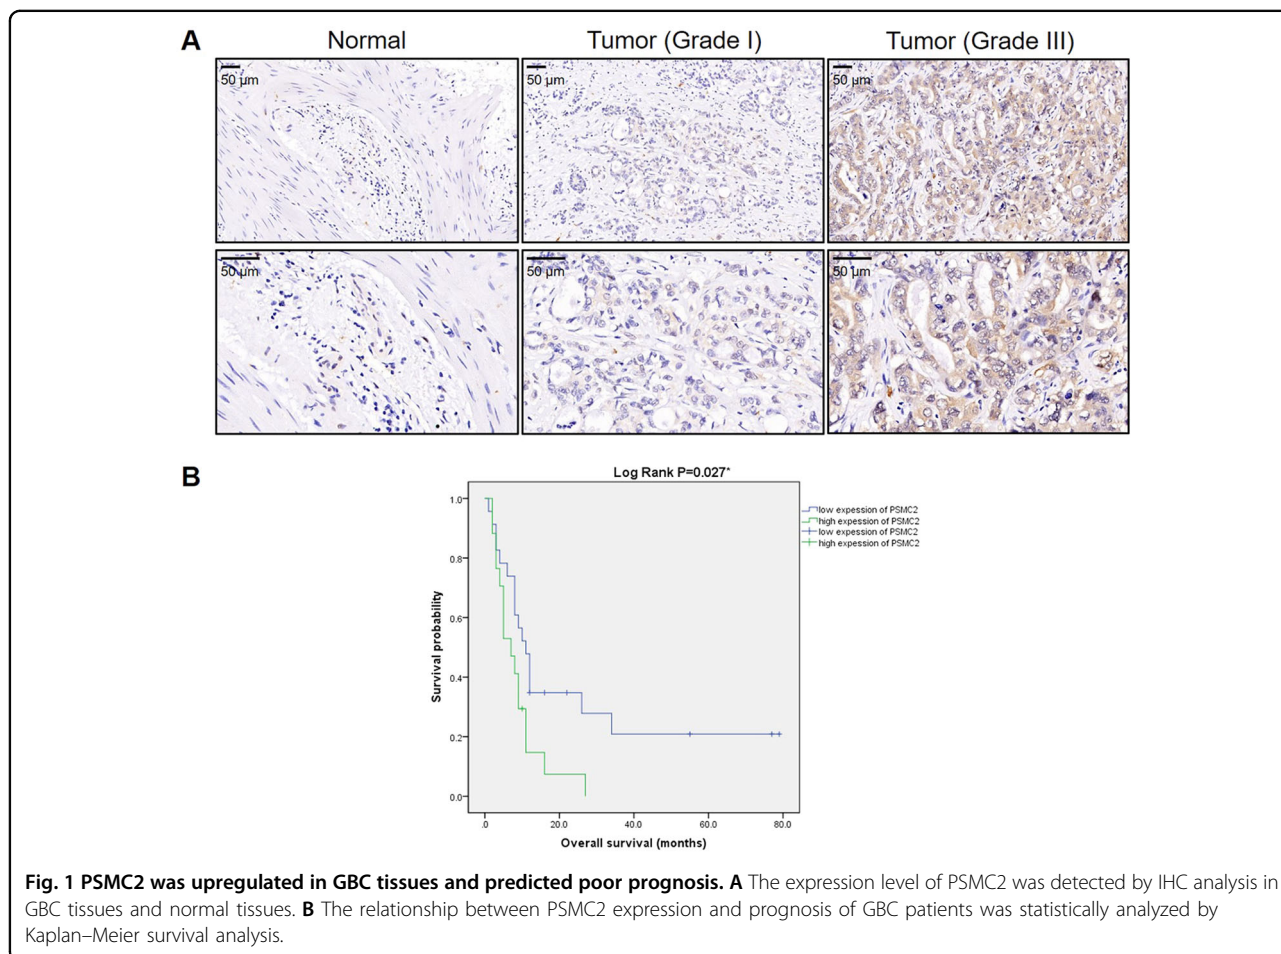 A
Normal
Tumor (Grade I)
Tumor (Grade III)
50 µm
50 µm
50 µm
50 µm
50 µm
50 µm
B
Log Rank P=0.027*
1.0
0.8
0.6
0.4
0.2
0.0
Survival probability
.0
20.0
40.0
60.0
80.0
Overall survival (months)
low expession of PSMC2
high expession of PSMC2
low expession of PSMC2
high expession of PSMC2
Fig. 1 PSMC2 was upregulated in GBC tissues and predicted poor prognosis. A The expression level of PSMC2 was detected by IHC analysis in
GBC tissues and normal tissues. B The relationship between PSMC2 expression and prognosis of GBC patients was statistically analyzed by
Kaplan–Meier survival analysis.